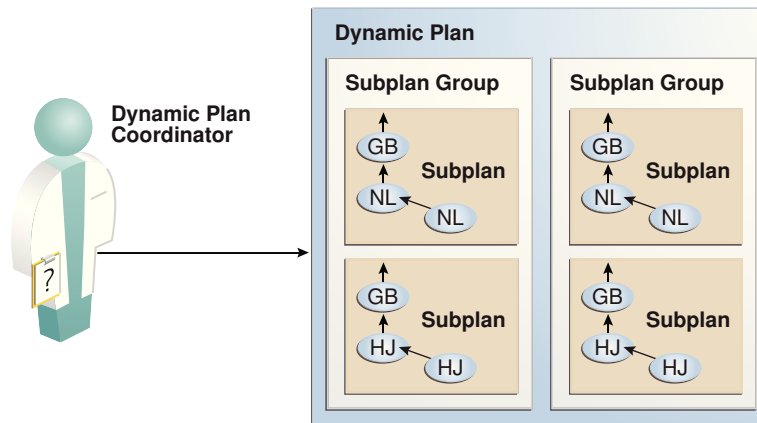 Dynamic Plan
Coordinator
?
Dynamic Plan
Subplan Group
GB
Subplan
NL
NL
GB
Subplan
HJ
HJ
Subplan Group
GB
Subplan
NL
NL
GB
Subplan
HJ
HJ